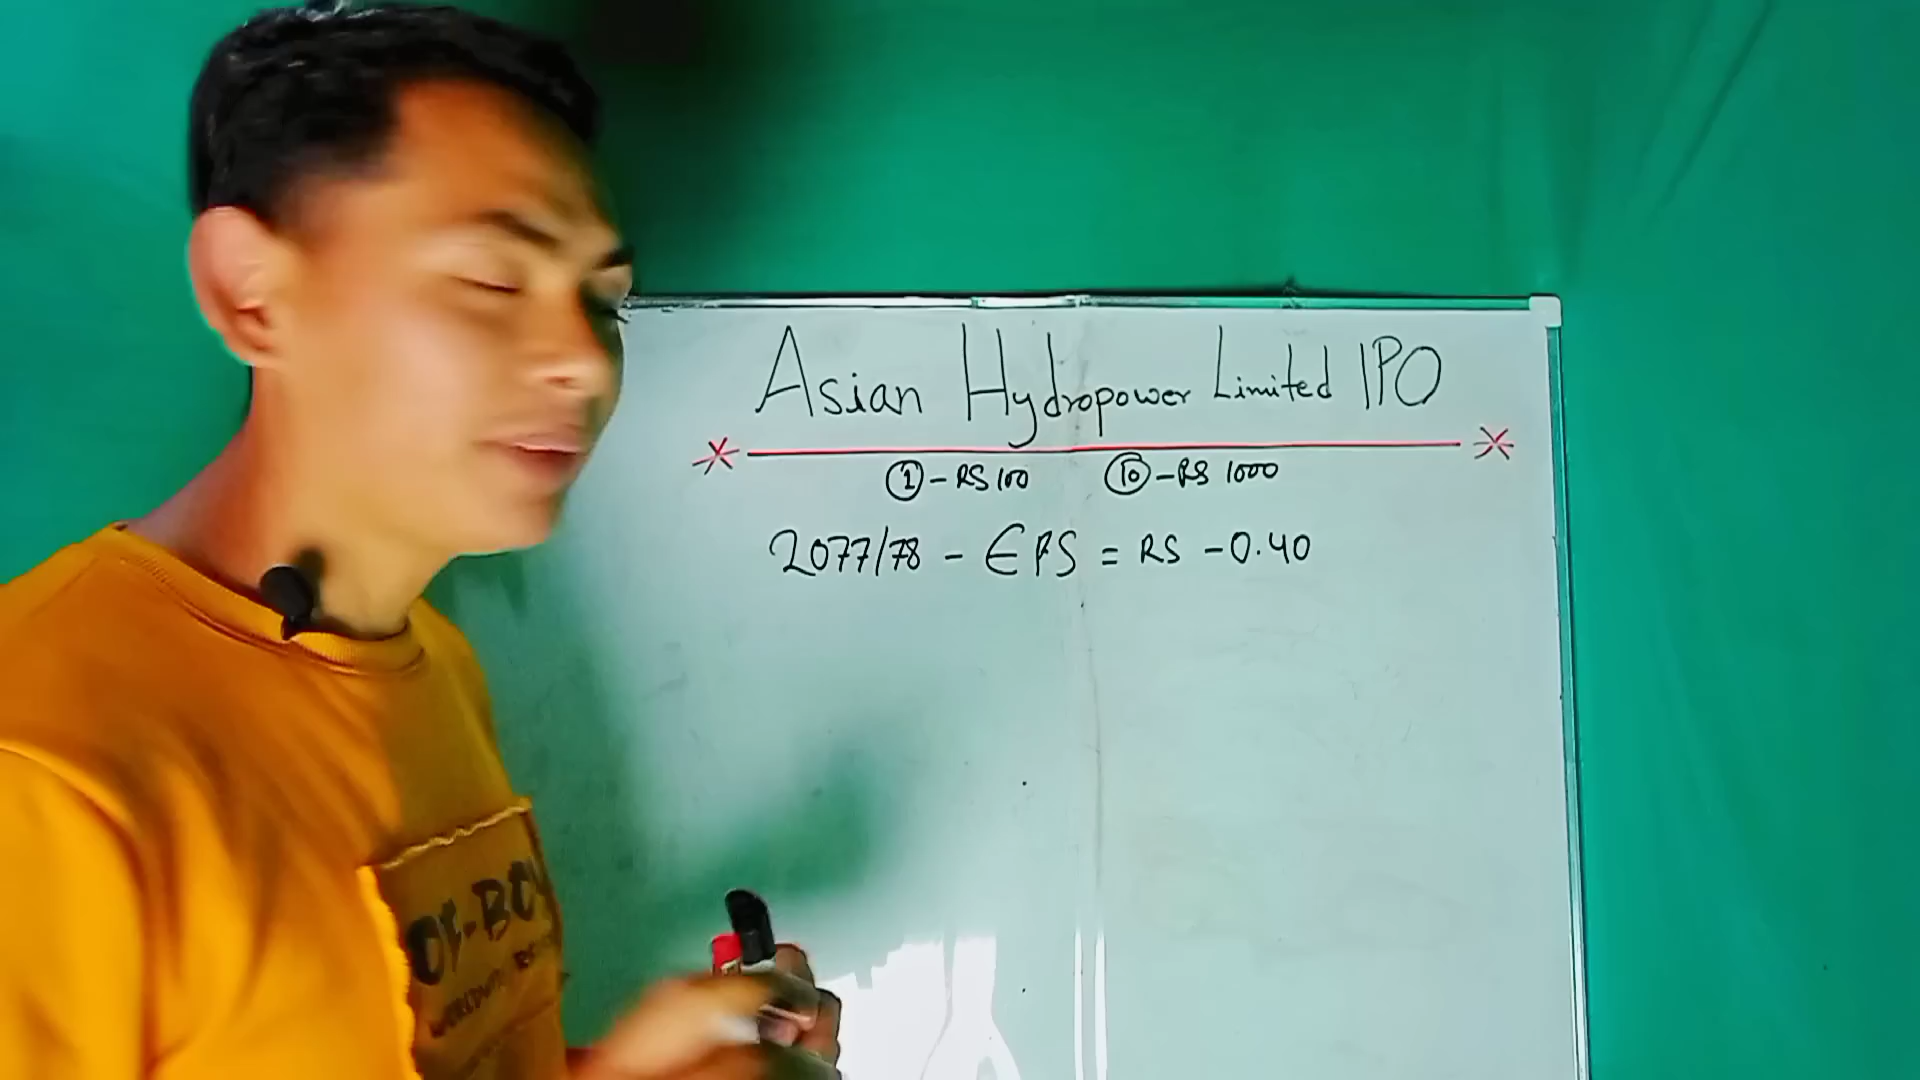 Asian Hydropower Limited IPO
① - RS 100 ⑩ - RS 1000
2077/78 - EPS = RS -0.40